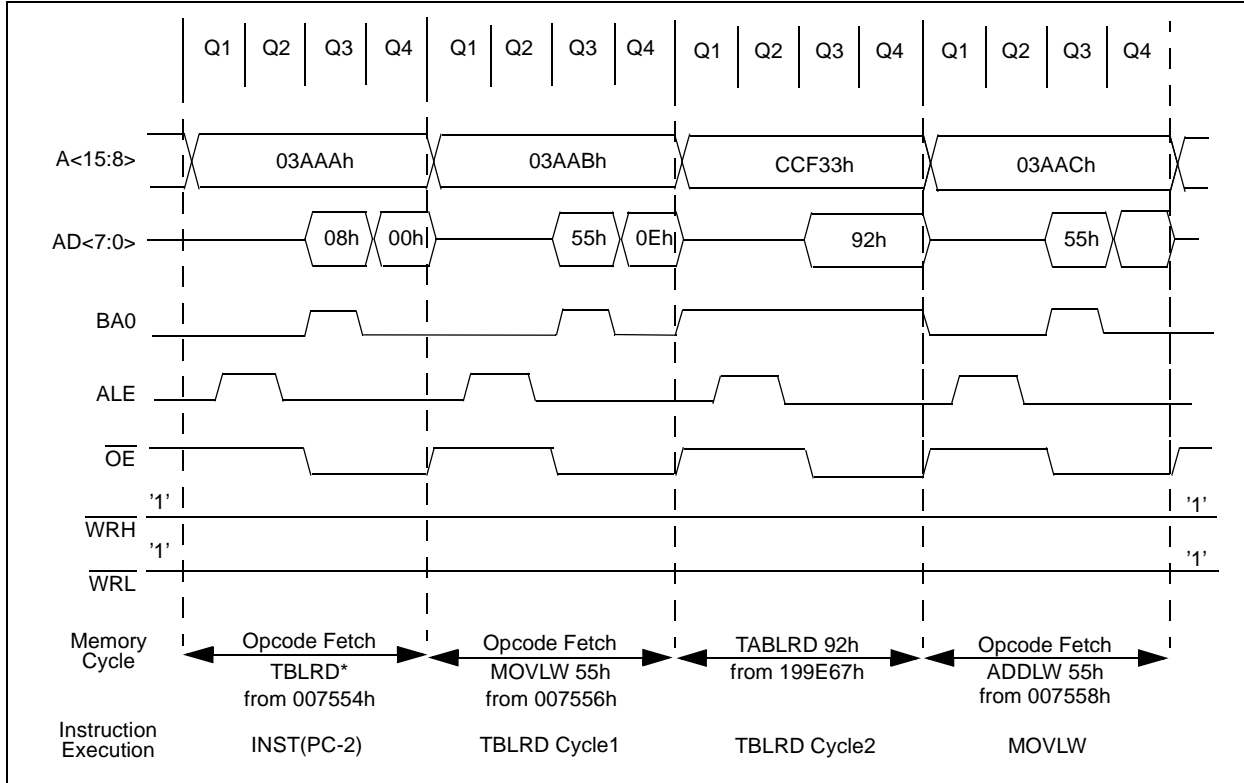 Q1 Q2 Q3 Q4 Q1 Q2 Q3 Q4 Q1 Q2 Q3 Q4 Q1 Q2 Q3 Q4
A<15:8> 03AAAh 03AABh CCF33h 03AACh
AD<7:0> 08h 00h 55h 0Eh 92h 55h
BA0
ALE
OE
'1' '1'
WRH
'1' '1'
WRL
Memory Cycle
Opcode Fetch
TBLRD*
from 007554h
Opcode Fetch
MOVLW 55h
from 007556h
TABLRD 92h
from 199E67h
Opcode Fetch
ADDLW 55h
from 007558h
Instruction Execution
INST(PC-2) TBLRD Cycle1 TBLRD Cycle2 MOVLW